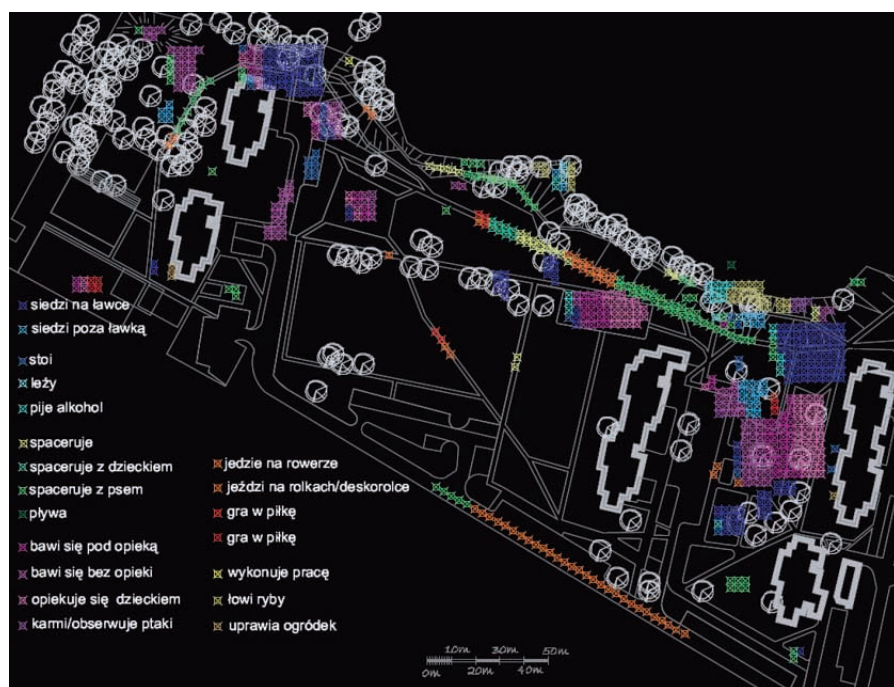 siedzi na ławce
siedzi poza ławką
stoi
leży
pije alkohol
spaceruje
spaceruje z dzieckiem
spaceruje z psem
pływa
bawi się pod opieką
bawi się bez opieki
opiekuje się dzieckiem
karmi/obserwuje ptaki
jedzie na rowerze
jeździ na rolkach/deskorolce
gra w piłkę
gra w piłkę
wykonuje pracę
łowi ryby
uprawia ogródek
10m 30m 50m
0m 20m 40m